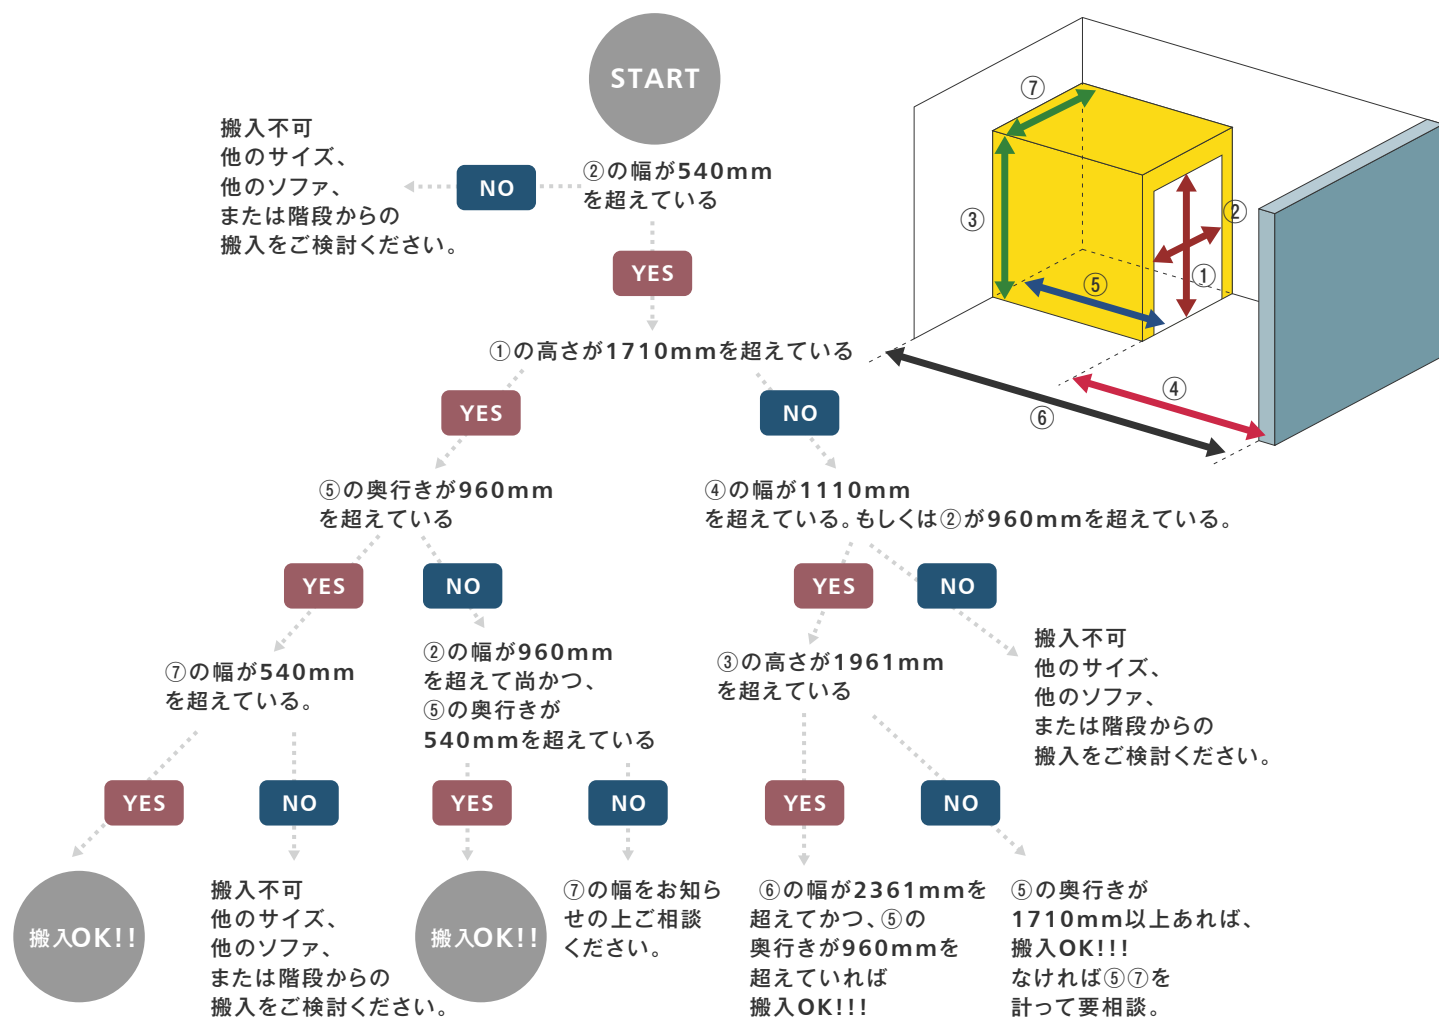 START
②の幅が540mm
を超えている
NO
搬入不可
他のサイズ、
他のソファ、
または階段からの
搬入をご検討ください。
YES
①の高さが1710mmを超えている
YES
NO
⑤の奥行きが960mm
を超えている
④の幅が1110mm
を超えている。もしくは②が960mmを超えている。
YES
NO
YES
NO
⑦の幅が540mm
を超えている。
②の幅が960mm
を超えて尚かつ、
⑤の奥行きが
540mmを超えている
③の高さが1961mm
を超えている
搬入不可
他のサイズ、
他のソファ、
または階段からの
搬入をご検討ください。
YES
NO
YES
NO
YES
NO
搬入OK!!
搬入不可
他のサイズ、
他のソファ、
または階段からの
搬入をご検討ください。
搬入OK!!
⑦の幅をお知ら
せの上ご相談
ください。
⑥の幅が2361mmを
超えてかつ、⑤の
奥行きが960mmを
超えていれば
搬入OK!!!
⑤の奥行きが
1710mm以上あれば、
搬入OK!!!
なければ⑤⑦を
計って要相談。
⑦
③
②
①
⑤
④
⑥